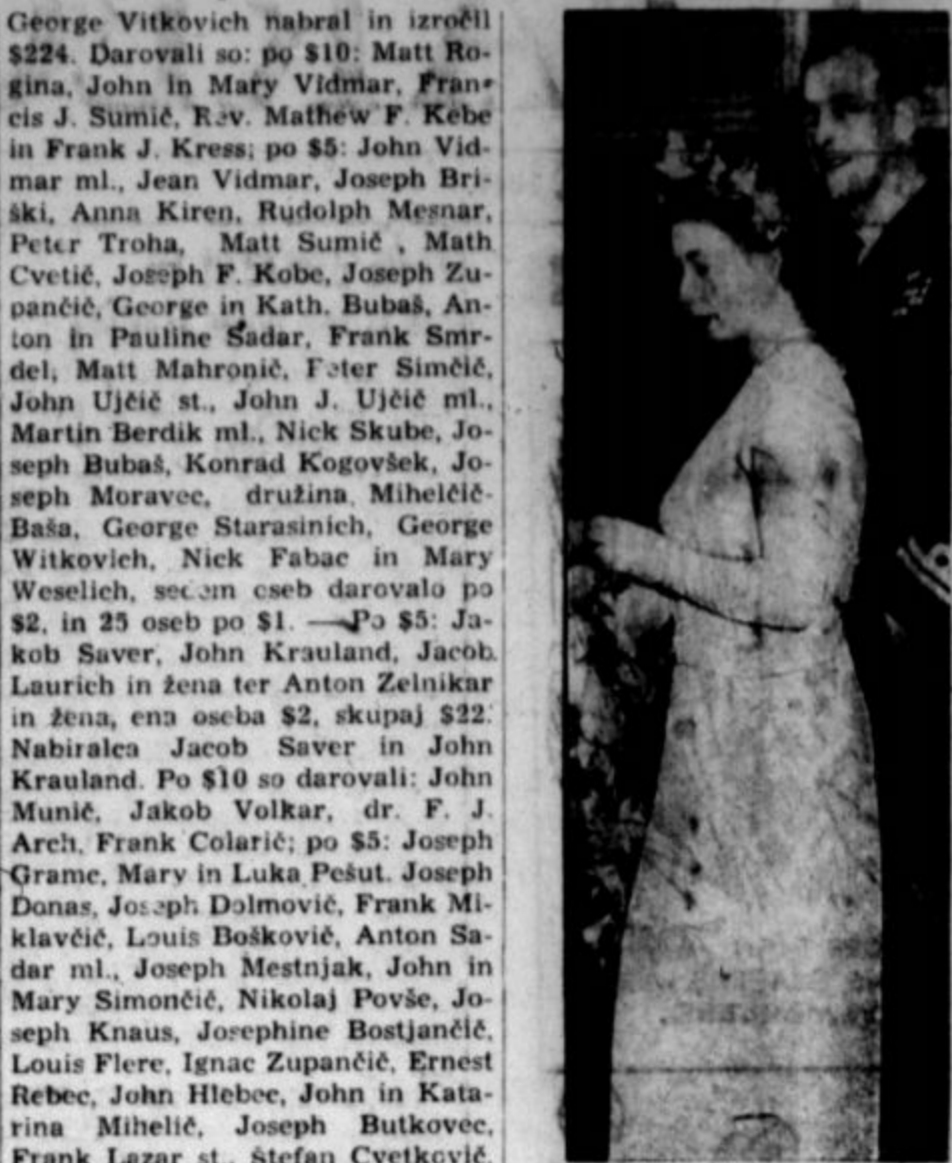 George Vitkovich nabral in izročil
$224. Darovali so: po $10: Matt Ro-
gina, John in Mary Vidmar, Fran-
cis J. Sumič, Rev. Mathew F. Kebe
in Frank J. Kress; po $5: John Vid-
mar ml., Jean Vidmar, Joseph Bri-
ški, Anna Kiren, Rudolph Mesnar,
Peter Troha, Matt Sumič , Math
Cvetič, Joseph F. Kobe, Joseph Zu-
pančič, George in Kath. Bubaš, An-
ton in Pauline Sadar, Frank Smr-
del, Matt Mahronič, Peter Simčič,
John Ujčič st., John J. Ujčič ml.,
Martin Berdik ml., Nick Skube, Jo-
seph Bubaš, Konrad Kogovšek, Jo-
seph Moravec, družina Mihelčič-
Baša, George Starasinich, George
Witkovich, Nick Fabac in Mary
Weselich, sedem oseb darovalo po
$2, in 25 oseb po $1. — Po $5: Ja-
kob Saver, John Krauland, Jacob
Laurich in žena ter Anton Zelnikar
in žena, ena oseba $2, skupaj $22.
Nabiralca Jacob Saver in John
Krauland. Po $10 so darovali: John
Munič, Jakob Volkar, dr. F. J.
Arch, Frank Colarič; po $5: Joseph
Grame, Mary in Luka Pešut, Joseph
Donas, Joseph Dolmovič, Frank Mi-
klavčič, Louis Boškovič, Anton Sa-
dar ml., Joseph Mestnjak, John in
Mary Simončič, Nikolaj Povše, Jo-
seph Knaus, Josephine Bostjančič,
Louis Flere, Ignac Zupančič, Ernest
Rebec, John Hlebec, John in Kata-
rina Mihelič, Joseph Butkovec,
Frank Lazar st., Štefan Cvetkovič,